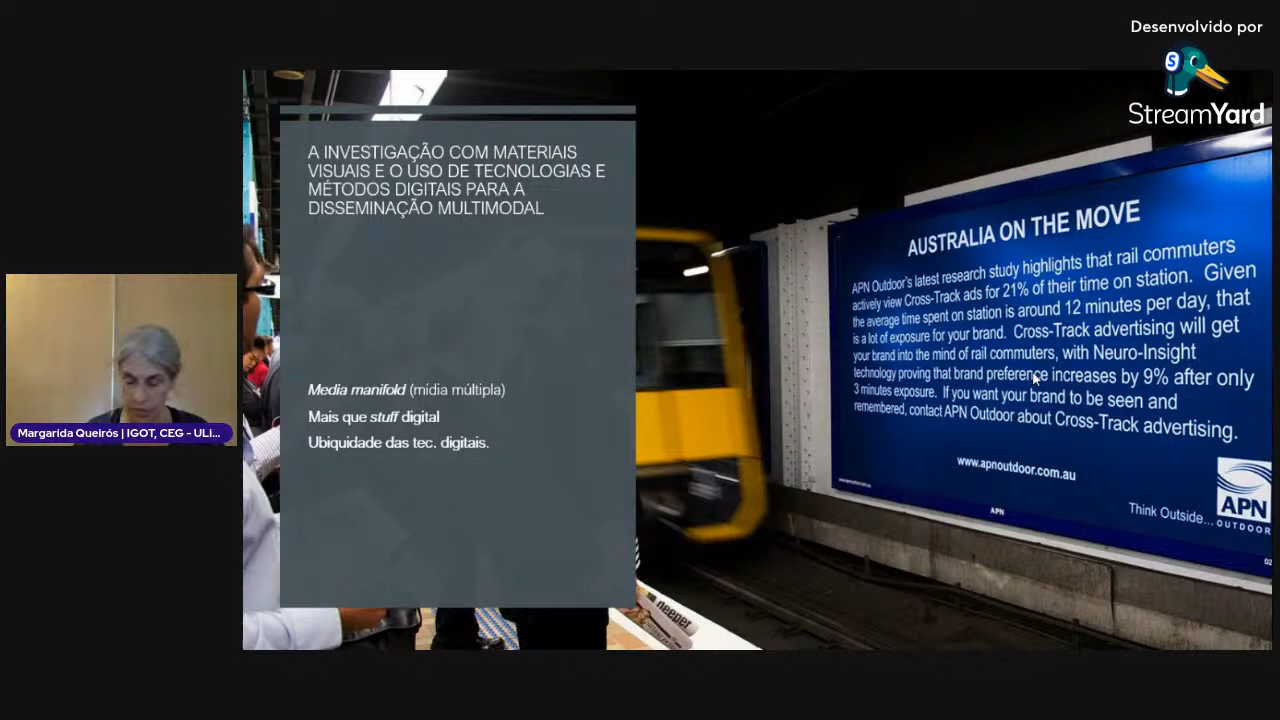 Desenvolvido por
StreamYard
A INVESTIGAÇÃO COM MATERIAIS
VISUAIS E O USO DE TECNOLOGIAS E
MÉTODOS DIGITAIS PARA A
DISSEMINAÇÃO MULTIMODAL
Media manifold (mídia múltipla)
Mais que stuff digital
Ubiquidade das tec. digitais.
Margarida Queirós | IGOT, CEG - ULi...
AUSTRALIA ON THE MOVE
APN Outdoor's latest research study highlights that rail commuters
actively view Cross-Track ads for 21% of their time on station. Given
the average time spent on station is around 12 minutes per day, that
is a lot of exposure for your brand. Cross-Track advertising will get
your brand into the mind of rail commuters, with Neuro-Insight
technology proving that brand preference increases by 9% after only
3 minutes exposure. If you want your brand to be seen and
remembered, contact APN Outdoor about Cross-Track advertising.
www.apnoutdoor.com.au
Think Outside...
APN
OUTDOOR
APN
02